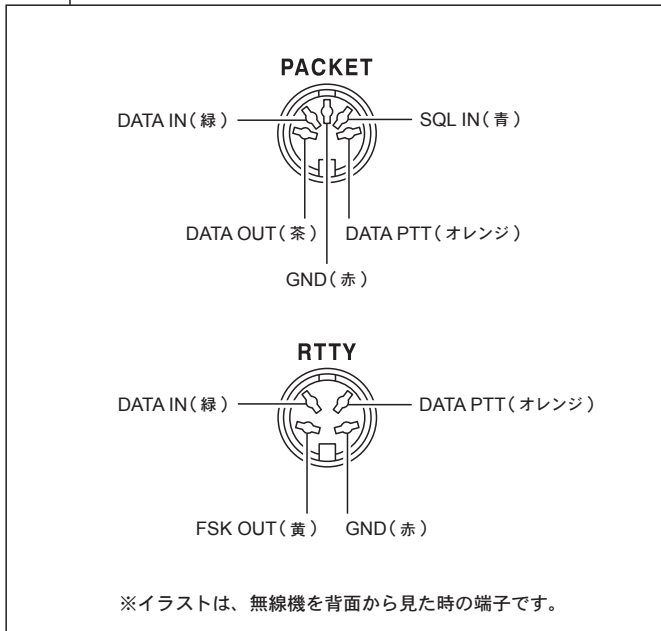 PACKET
DATA IN(緑)
SQL IN(青)
DATA OUT(茶)
DATA PTT(オレンジ)
GND(赤)
RTTY
DATA IN(緑)
DATA PTT(オレンジ)
FSK OUT(黄)
GND(赤)
※イラストは、無線機を背面から見た時の端子です。